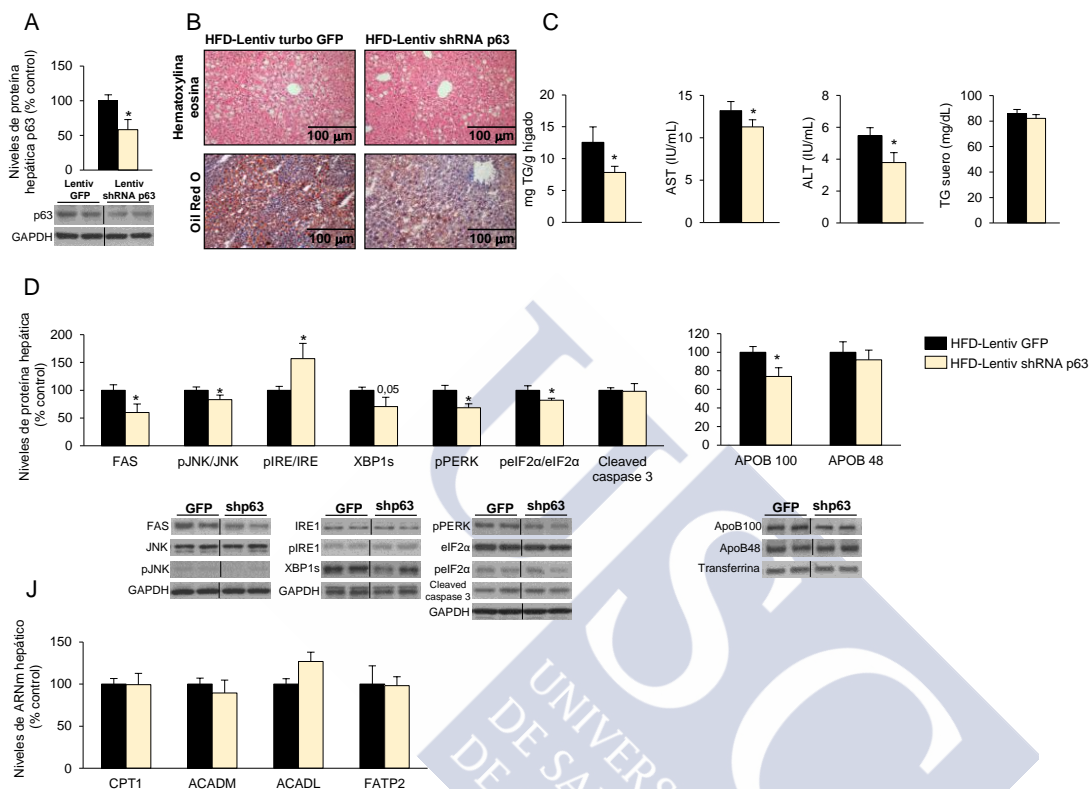 A
Niveles de proteína
hepática p63 (% control)
150
100
50
0
*
Lentiv
GFP
Lentiv
shRNA p63
p63
GAPDH
B
HFD-Lentiv turbo GFP
HFD-Lentiv shRNA p63
Hematoxylina
eosina
100 µm
100 µm
Oil Red O
100 µm
100 µm
C
mg TG/g hígado
20
15
10
5
0
*
AST (IU/mL)
15
10
5
0
*
ALT (IU/mL)
8
6
4
2
0
*
TG suero (mg/dL)
100
80
60
40
20
0
D
Niveles de proteína hepática
(% control)
200
150
100
50
0
*
*
*
0,05
*
*
FAS
pJNK/JNK
pIRE/IRE
XBP1s
pPERK
peIF2α/eIF2α
Cleaved
caspase 3
120
100
80
60
40
20
0
*
APOB 100
APOB 48
HFD-Lentiv GFP
HFD-Lentiv shRNA p63
GFP
shp63
FAS
JNK
pJNK
GAPDH
GFP
shp63
IRE1
pIRE1
XBP1s
GAPDH
GFP
shp63
pPERK
eIF2α
peIF2α
Cleaved
caspase 3
GAPDH
GFP
shp63
ApoB100
ApoB48
Transferrina
J
Niveles de ARNm hepático
(% control)
150
100
50
0
CPT1
ACADM
ACADL
FATP2
USC
UNIVERS
DE SA
DE